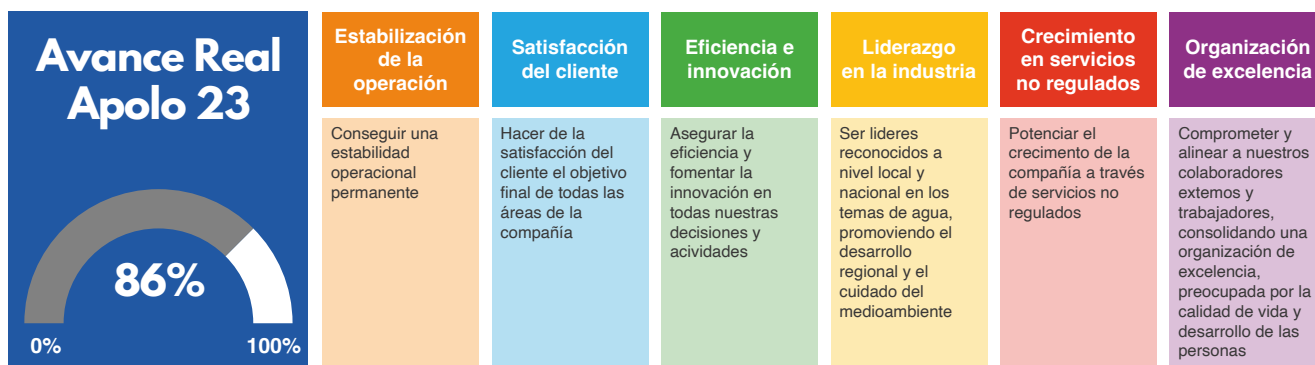 Avance Real
Apolo 23
86%
0%
100%
Estabilización
de la
operación
Conseguir una
estabilidad
operacional
permanente
Satisfacción
del cliente
Hacer de la
satisfacción del
cliente el objetivo
final de todas las
áreas de la
compañía
Eficiencia e
innovación
Asegurar la
eficiencia y
fomentar la
innovación en
todas nuestras
decisiones y
acividades
Liderazgo
en la industria
Ser lideres
reconocidos a
nivel local y
nacional en los
temas de agua,
promoviendo el
desarrollo
regional y el
cuidado del
medioambiente
Crecimiento
en servicios
no regulados
Potenciar el
crecimento de la
compañía a través
de servicios no
regulados
Organización
de excelencia
Comprometer y
alinear a nuestros
colaboradores
externos y
trabajadores,
consolidando una
organización de
excelencia,
preocupada por la
calidad de vida y
desarrollo de las
personas